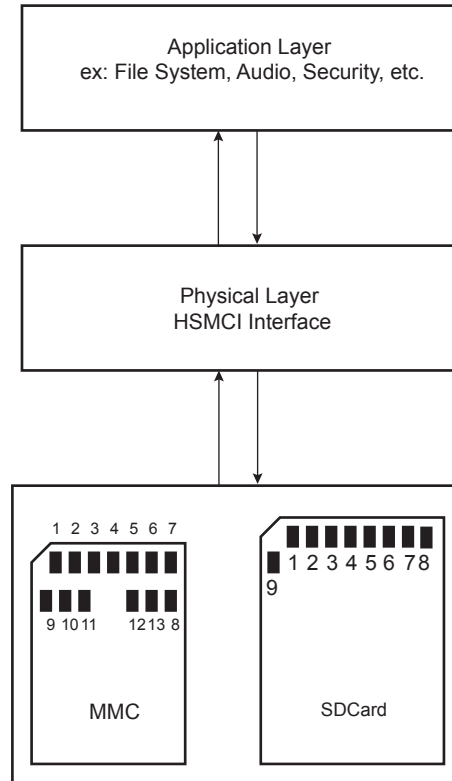 Application Layer
ex: File System, Audio, Security, etc.
Physical Layer
HSMCI Interface
1 2 3 4 5 6 7
9 10 11 12 13 8
MMC
1 2 3 4 5 6 7 8
9
SDCard